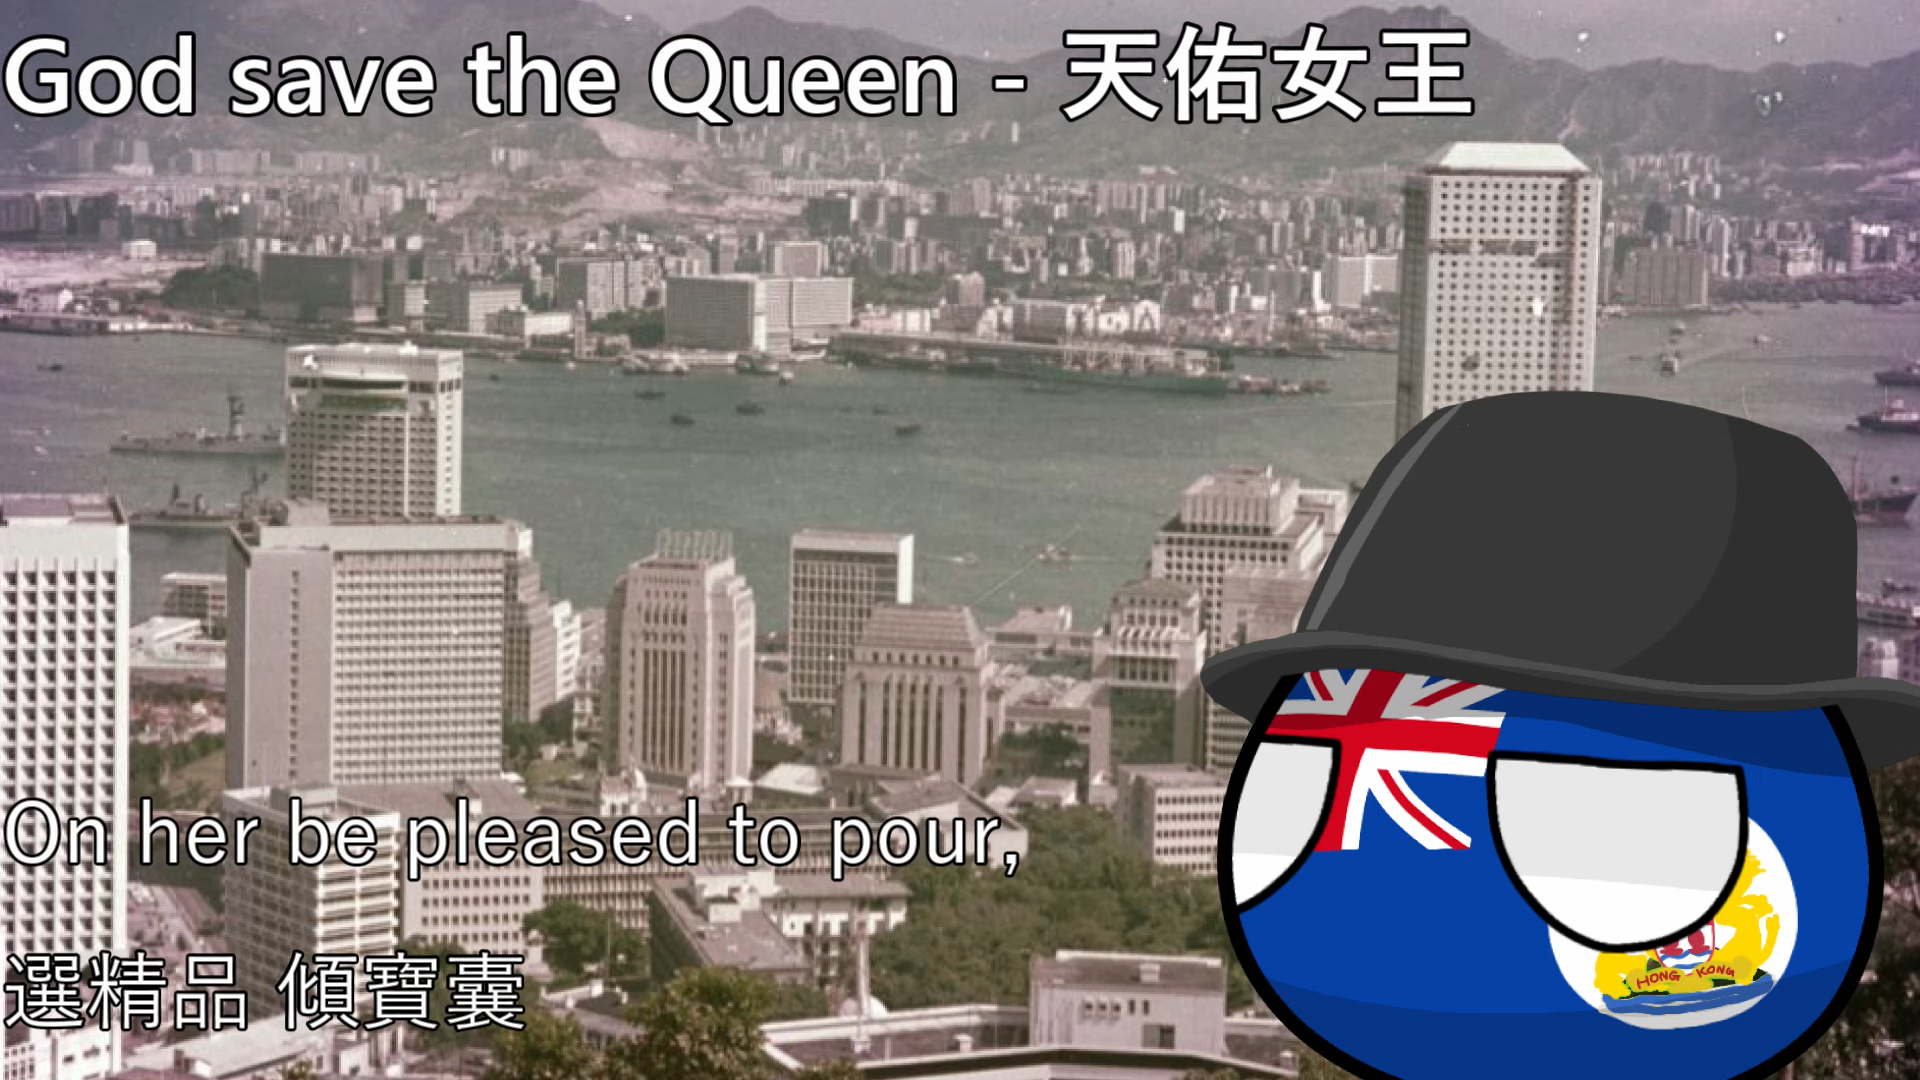 God save the Queen - 天佑女王
On her be pleased to pour,
選精品 傾寶囊
HONG - KONG